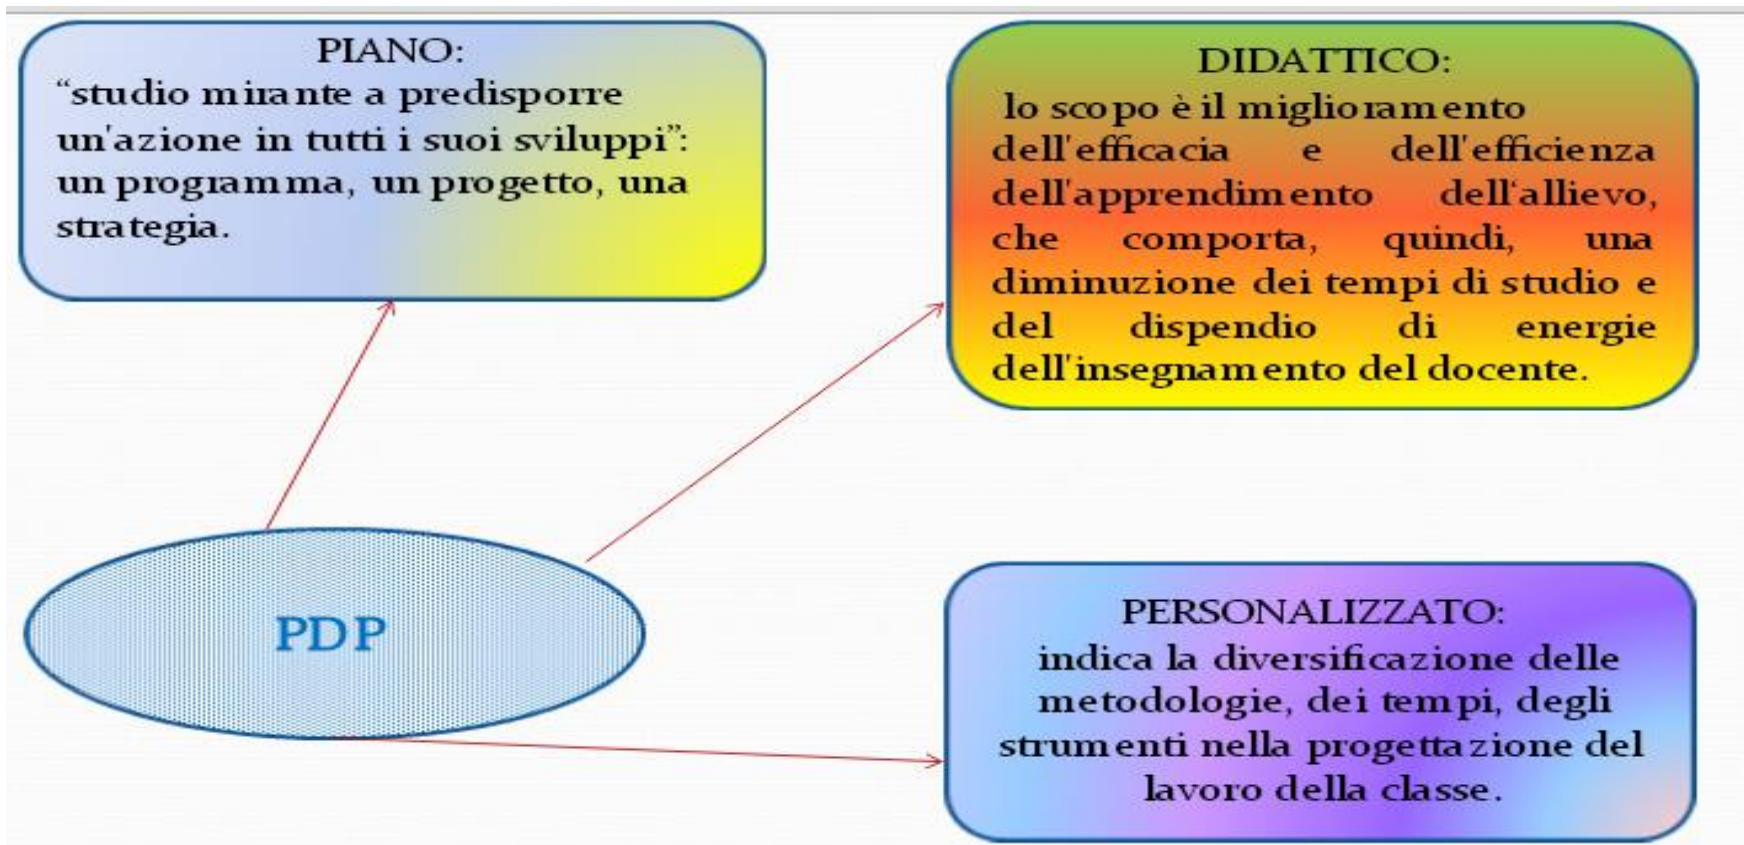 PIANO:
“studio mirante a predisporre
un'azione in tutti i suoi sviluppi”:
un programma, un progetto, una
strategia.
DIDATTICO:
lo scopo è il miglioramento
dell'efficacia e dell'efficienza
dell'apprendimento dell‘allievo,
che comporta, quindi, una
diminuzione dei tempi di studio e
del dispendio di energie
dell'insegnamento del docente.
PDP
PERSONALIZZATO:
indica la diversificazione delle
metodologie, dei tempi, degli
strumenti nella progettazione del
lavoro della classe.